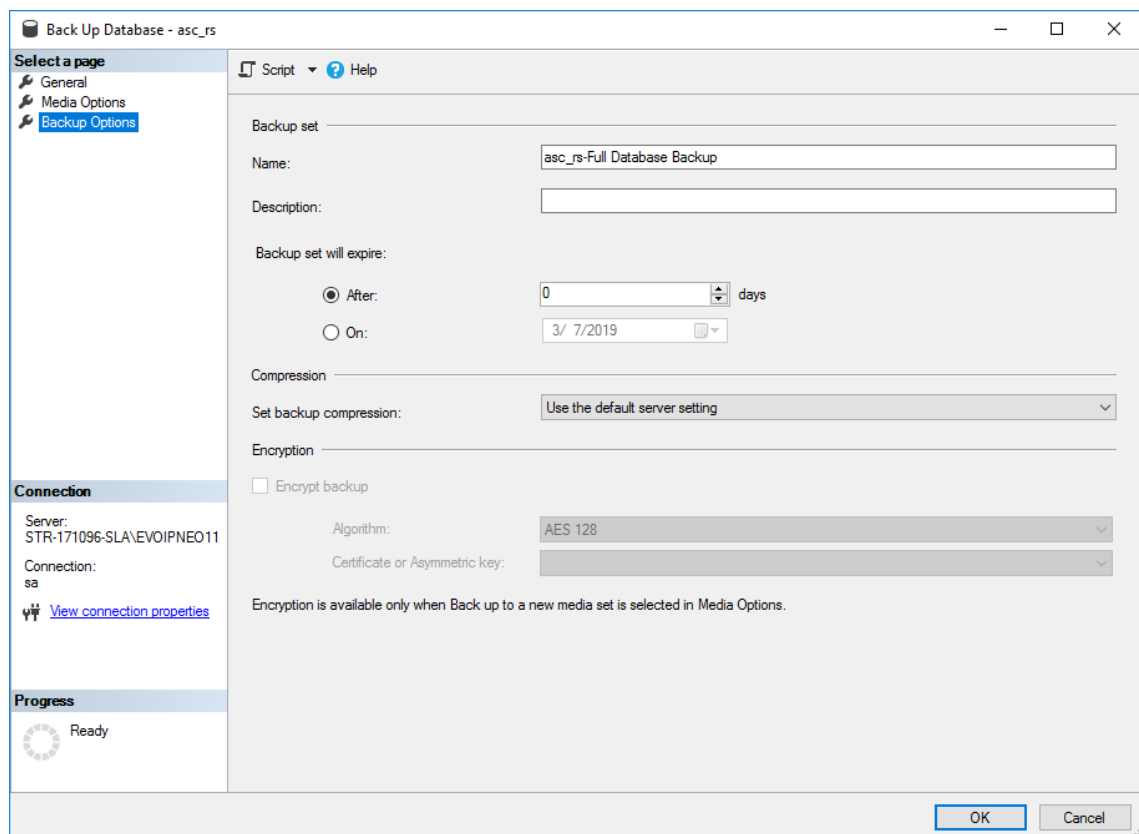 Back Up Database - asc_rs
Select a page
General
Media Options
Backup Options
Script Help
Backup set
Name: asc_rs-Full Database Backup
Description:
Backup set will expire:
After: 0 days
On: 3/ 7/2019
Compression
Set backup compression: Use the default server setting
Encryption
Encrypt backup
Algorithm: AES 128
Certificate or Asymmetric key:
Encryption is available only when Back up to a new media set is selected in Media Options.
Connection
Server:
STR-171096-SLA\EVOIPNEO11
Connection:
sa
View connection properties
Progress
Ready
OK Cancel